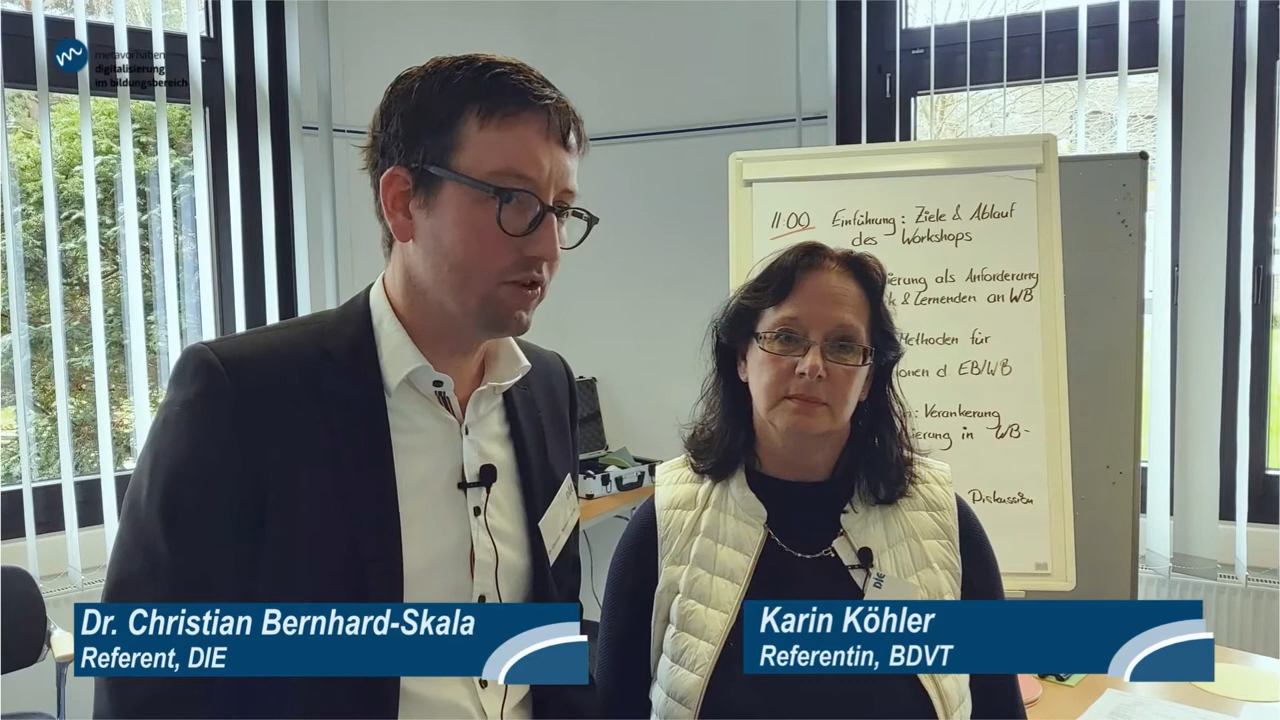 metavorhaben
digitalisierung
im bildungsbereich
11:00 Einführung: Ziele & Ablauf
des Workshops
ierung als Anforderung
k & Lernenden an WB
Methoden für
onen d EB/WB
n: Verankerung
ierung in WB-
Diskussion
DIE
Dr. Christian Bernhard-Skala
Referent, DIE
Karin Köhler
Referentin, BDVT